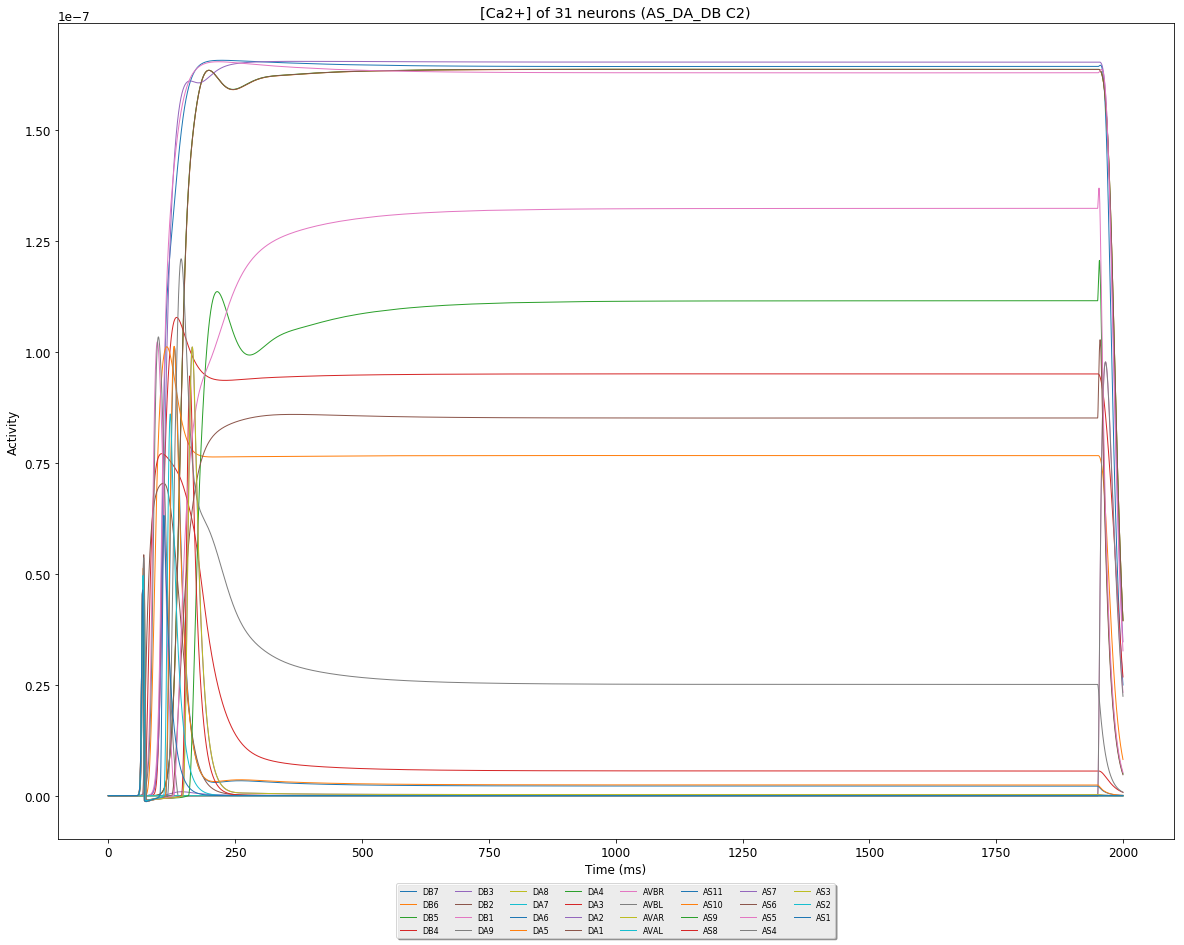 [Ca2+] of 31 neurons (AS_DA_DB C2)
1e−7
1.50
1.25
1.00
0.75
0.50
0.25
0.00
Activity
0 250 500 750 1000 1250 1500 1750 2000
Time (ms)
DB7 DB3 DA8 DA4 AVBR AS11 AS7 AS3
DB6 DB2 DA7 DA3 AVBL AS10 AS6 AS2
DB5 DB1 DA6 DA2 AVAR AS9 AS5 AS1
DB4 DA9 DA5 DA1 AVAL AS8 AS4